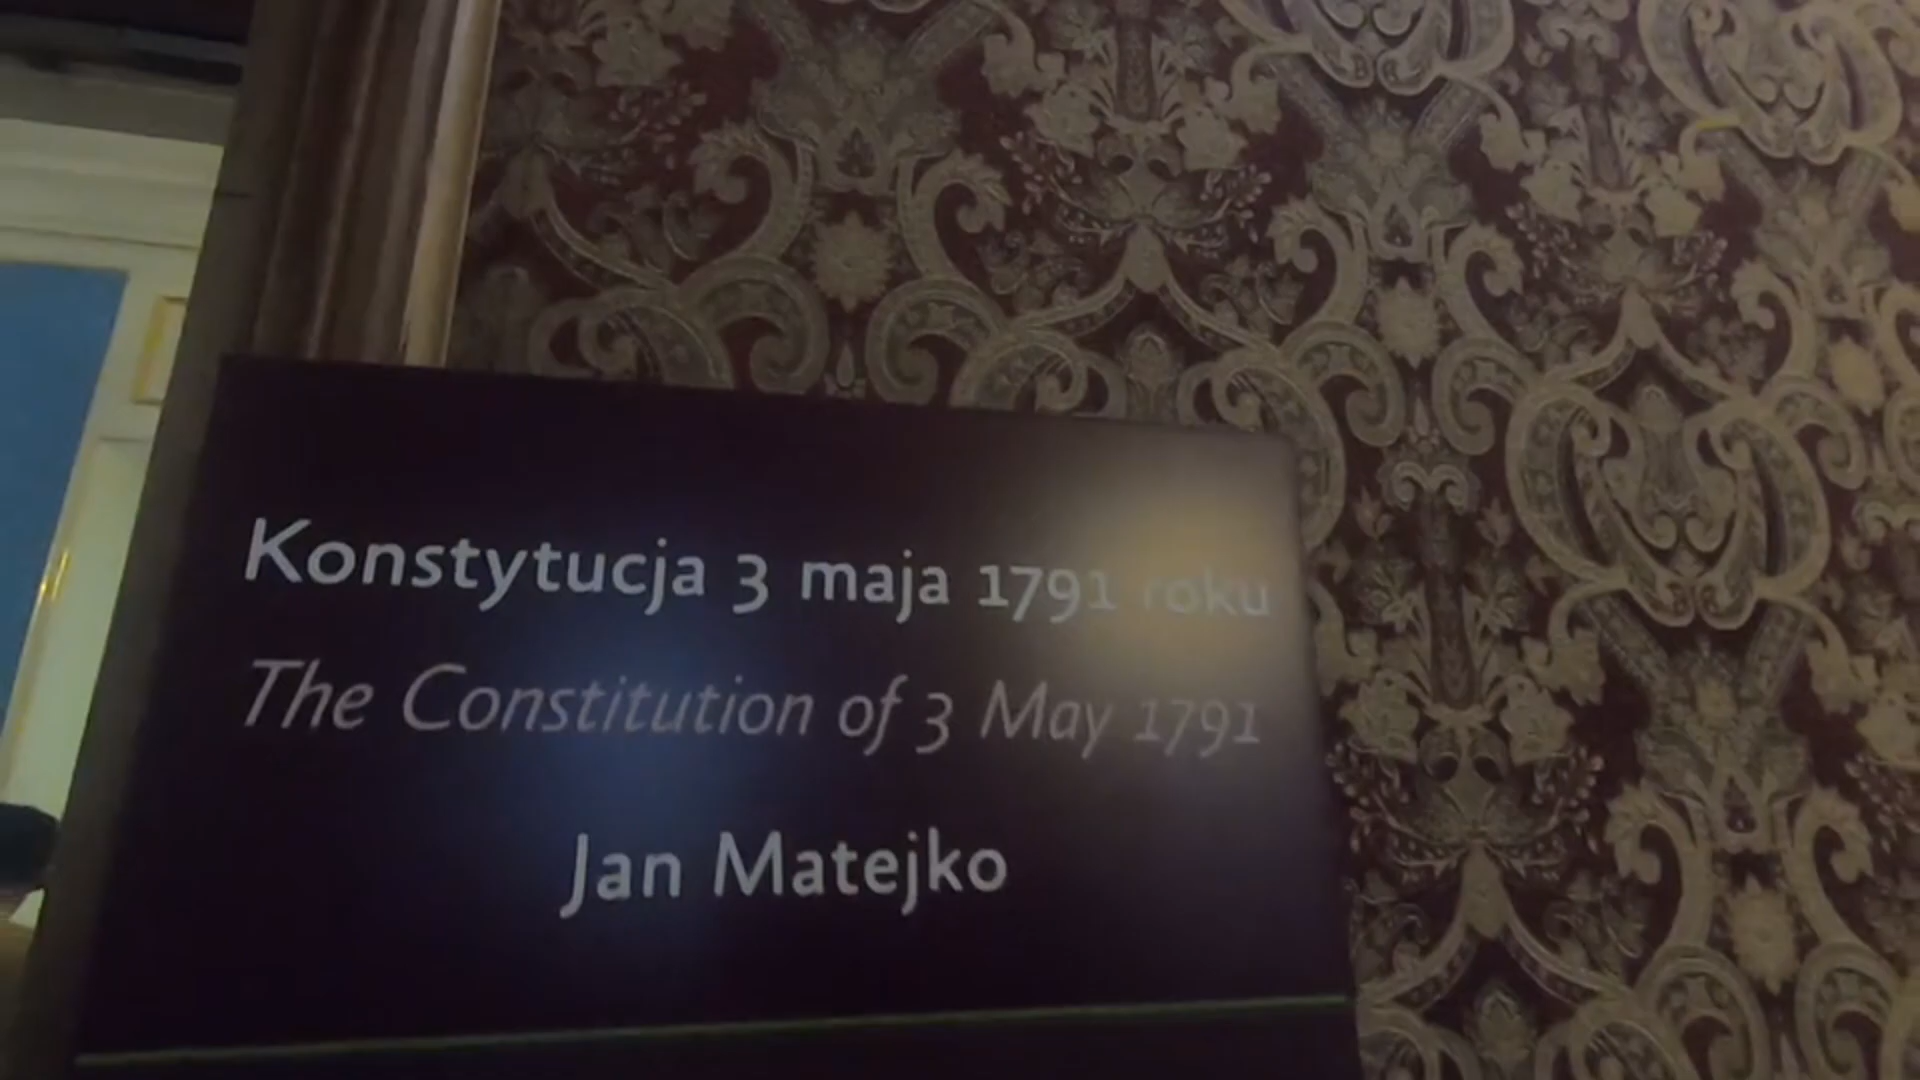 Konstytucja 3 maja 1791 roku
The Constitution of 3 May 1791
Jan Matejko